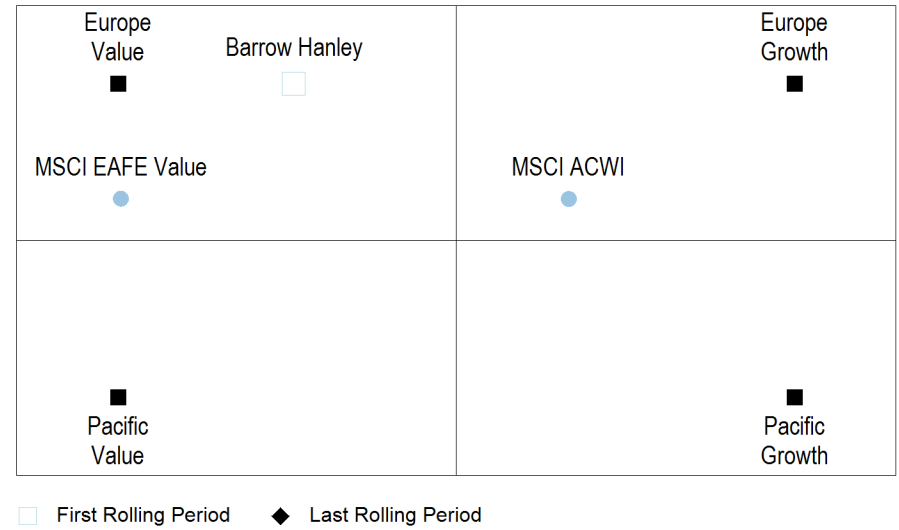 Europe
Value
Barrow Hanley
Europe
Growth
MSCI EAFE Value
MSCI ACWI
Pacific
Value
Pacific
Growth
First Rolling Period
Last Rolling Period